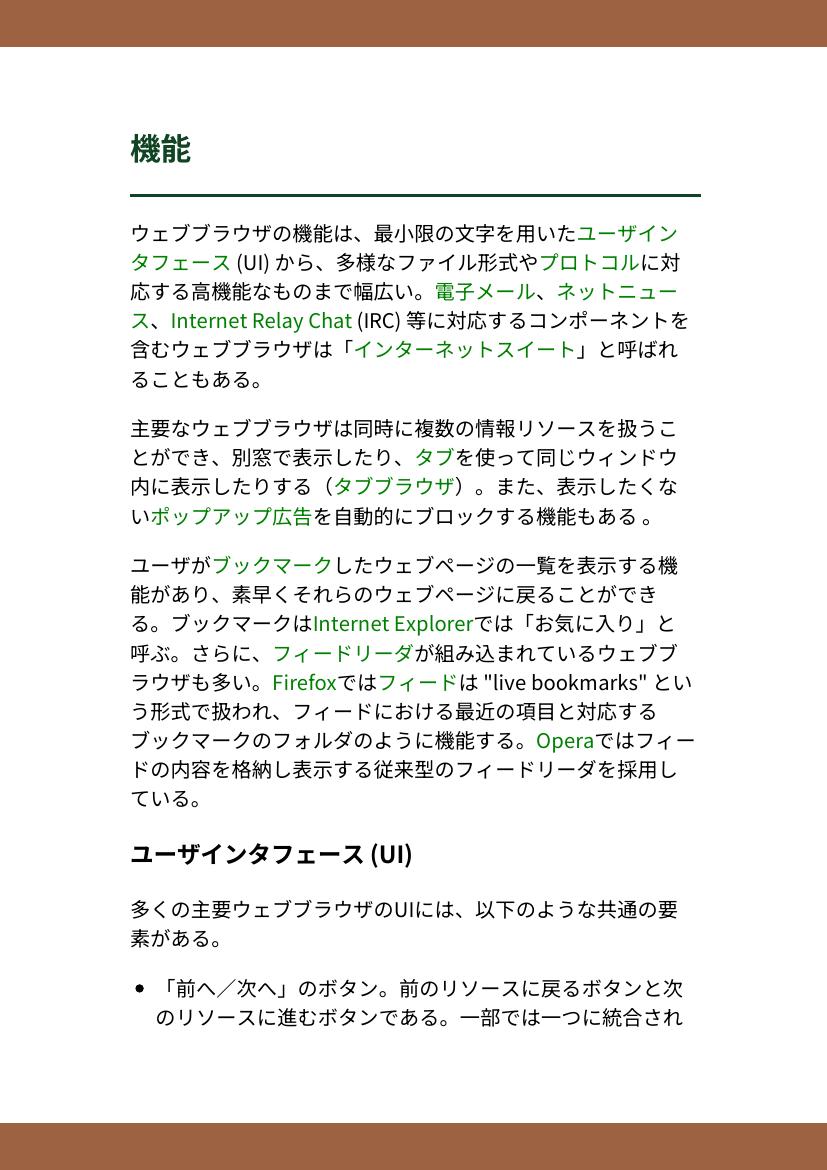 機能
ウェブブラウザの機能は、最小限の文字を用いたユーザイン
タフェース (UI) から、多様なファイル形式やプロトコルに対
応する高機能なものまで幅広い。電子メール、ネットニュー
ス、Internet Relay Chat (IRC) 等に対応するコンポーネントを
含むウェブブラウザは「インターネットスイート」と呼ばれ
ることもある。
主要なウェブブラウザは同時に複数の情報リソースを扱うこ
とができ、別窓で表示したり、タブを使って同じウィンドウ
内に表示したりする（タブブラウザ）。また、表示したくな
いポップアップ広告を自動的にブロックする機能もある 。
ユーザがブックマークしたウェブページの一覧を表示する機
能があり、素早くそれらのウェブページに戻ることができ
る。ブックマークはInternet Explorerでは「お気に入り」と
呼ぶ。さらに、フィードリーダが組み込まれているウェブブ
ラウザも多い。Firefoxではフィードは "live bookmarks" とい
う形式で扱われ、フィードにおける最近の項目と対応する
ブックマークのフォルダのように機能する。Operaではフィー
ドの内容を格納し表示する従来型のフィードリーダを採用し
ている。
ユーザインタフェース (UI)
多くの主要ウェブブラウザのUIには、以下のような共通の要
素がある。
• 「前へ／次へ」のボタン。前のリソースに戻るボタンと次
のリソースに進むボタンである。一部では一つに統合され